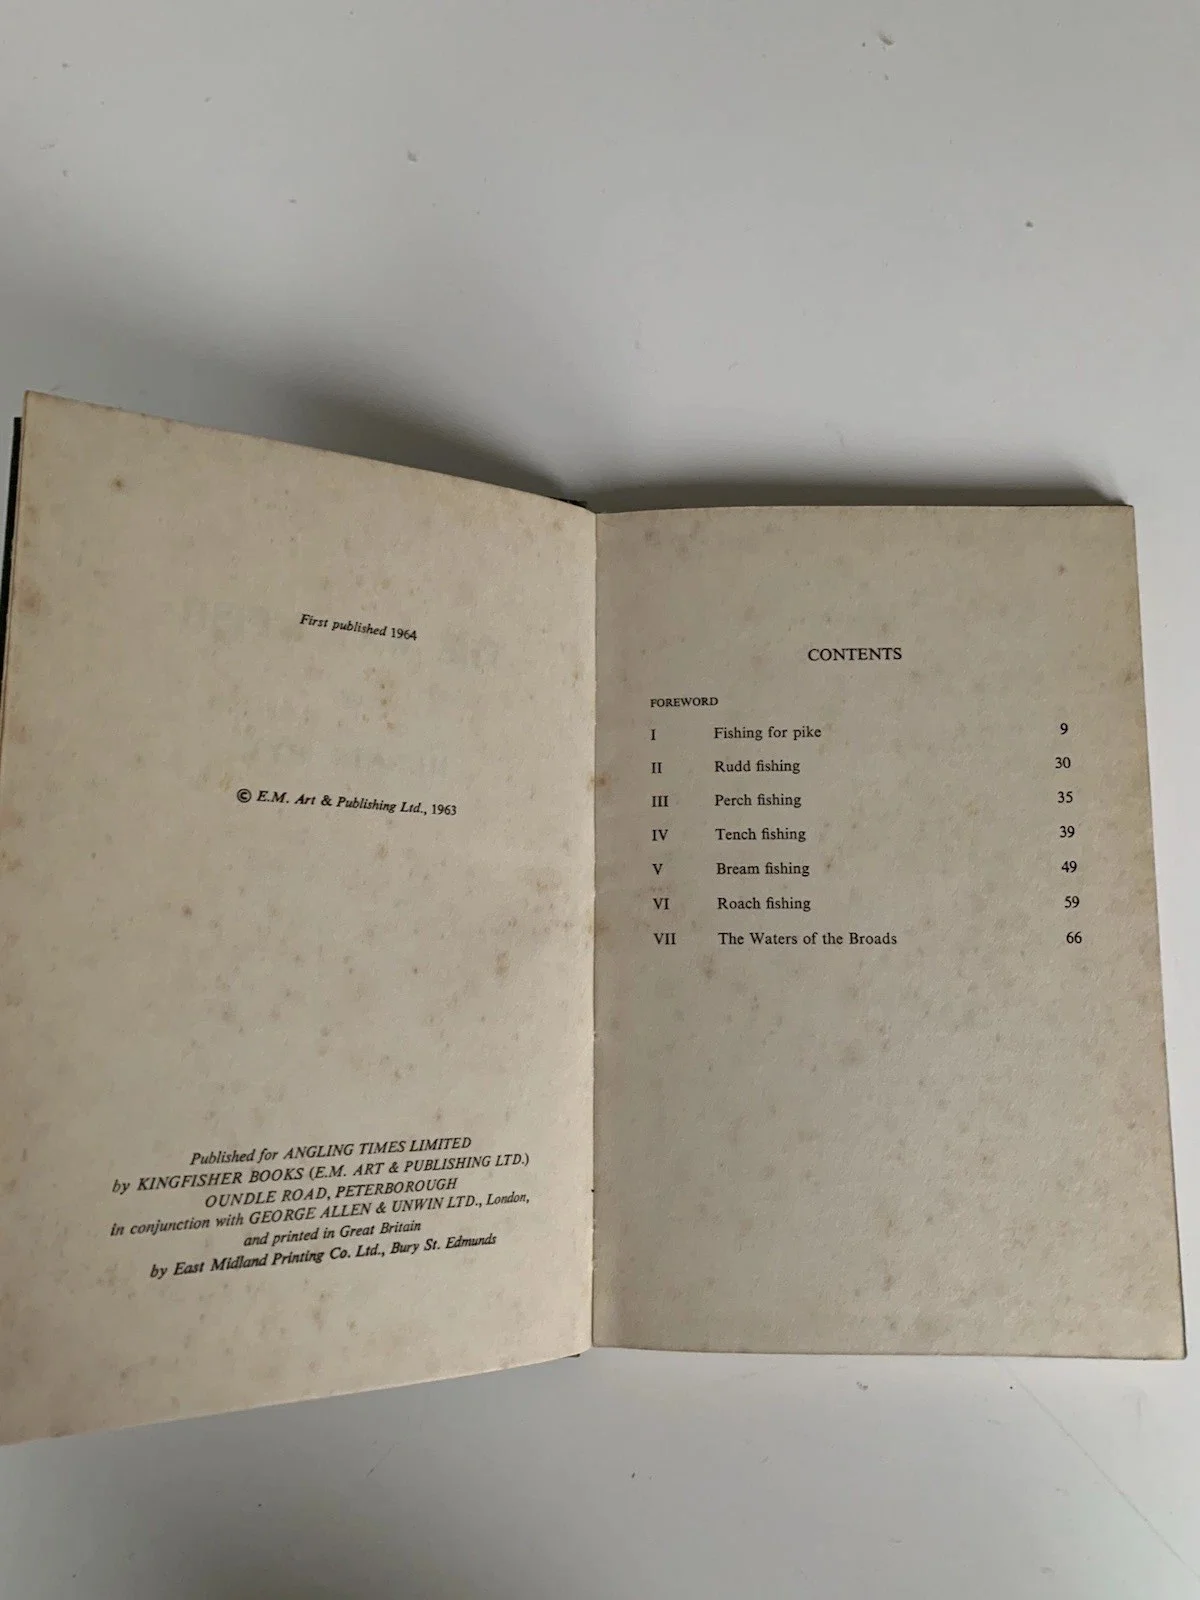 First published 1964
© E.M. Art & Publishing Ltd., 1963
Published for ANGLING TIMES LIMITED
by KINGFISHER BOOKS (E.M. ART & PUBLISHING LTD.)
OUNDLE ROAD, PETERBOROUGH
in conjunction with GEORGE ALLEN & UNWIN LTD., London,
and printed in Great Britain
by East Midland Printing Co. Ltd., Bury St. Edmunds
CONTENTS
FOREWORD
I Fishing for pike 9
II Rudd fishing 30
III Perch fishing 35
IV Tench fishing 39
V Bream fishing 49
VI Roach fishing 59
VII The Waters of the Broads 66